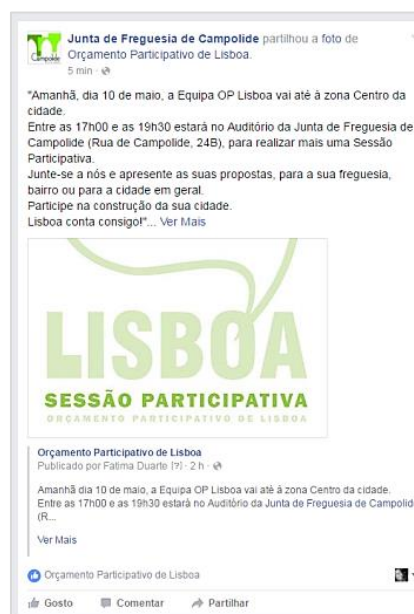 Campolide
Junta de Freguesia de Campolide partilhou a foto de
Orçamento Participativo de Lisboa.
5 min ·
"Amanhã, dia 10 de maio, a Equipa OP Lisboa vai até à zona Centro da
cidade.
Entre as 17h00 e as 19h30 estará no Auditório da Junta de Freguesia de
Campolide (Rua de Campolide, 24B), para realizar mais uma Sessão
Participativa.
Junte-se a nós e apresente as suas propostas, para a sua freguesia,
bairro ou para a cidade em geral.
Participe na construção da sua cidade.
Lisboa conta consigo!"... Ver Mais
LISBOA
SESSÃO PARTICIPATIVA
ORÇAMENTO PARTICIPATIVO DE LISBOA
Orçamento Participativo de Lisboa
Publicado por Fatima Duarte [?] · 2 h ·
Amanhã dia 10 de maio, a Equipa OP Lisboa vai até à zona Centro da cidade.
Entre as 17h00 e as 19h30 estará no Auditório da Junta de Freguesia de Campolid
(R...
Ver Mais
Orçamento Participativo de Lisboa
Gosto Comentar Partilhar